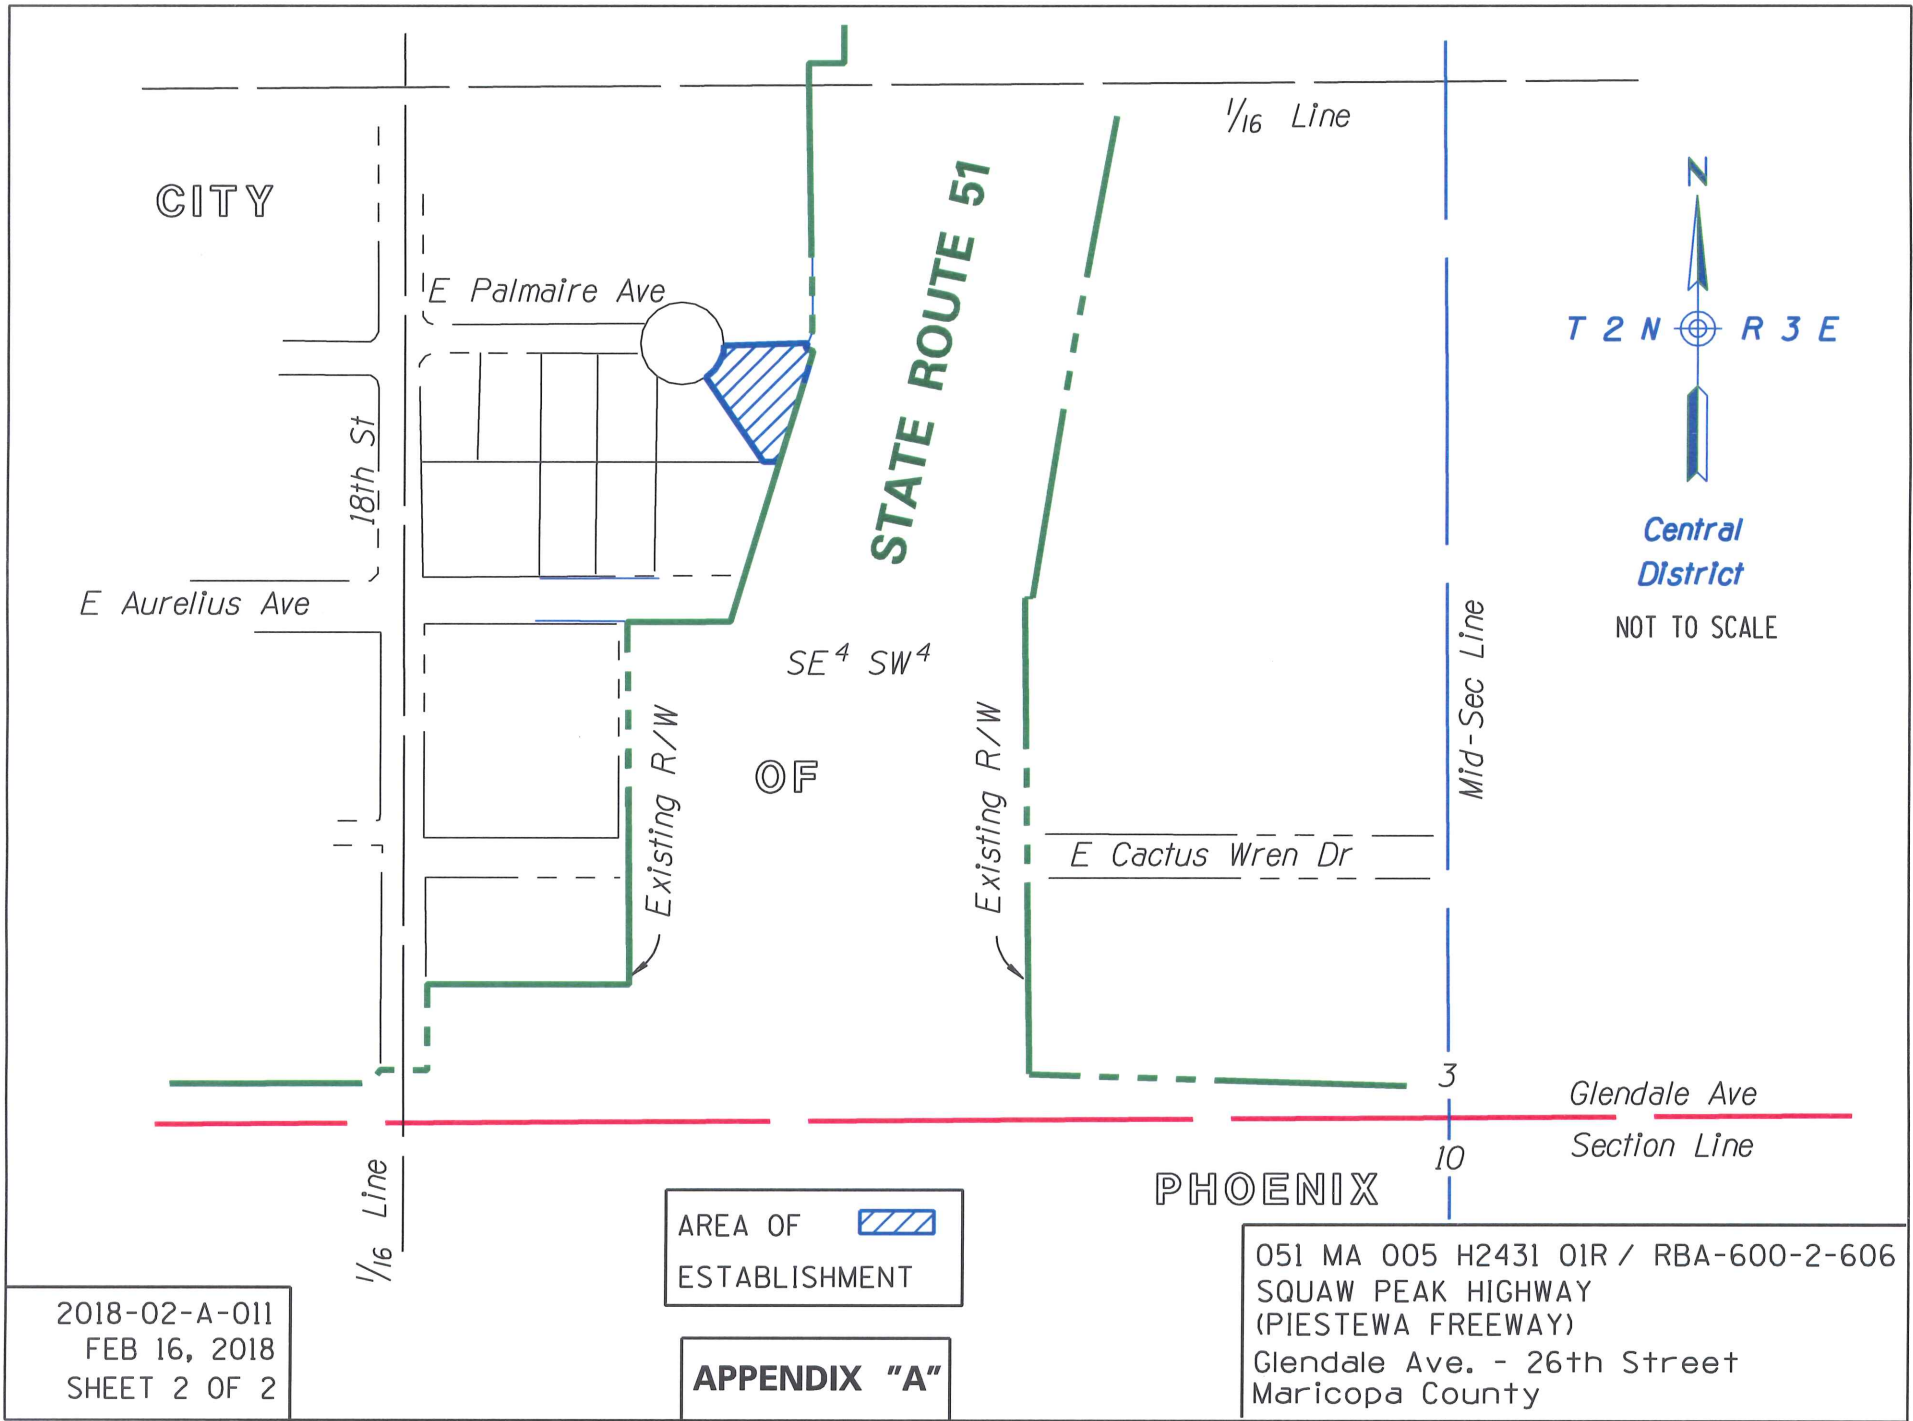 1/16 Line
CITY
STATE ROUTE 51
N
T 2 N R 3 E
E Palmaire Ave
18th St
Central
District
NOT TO SCALE
E Aurelius Ave
SE4 SW4
Mid-Sec Line
Existing R/W
Existing R/W
OF
E Cactus Wren Dr
3
Glendale Ave
Section Line
10
PHOENIX
1/16 Line
AREA OF
ESTABLISHMENT
APPENDIX "A"
2018-02-A-011
FEB 16, 2018
SHEET 2 OF 2
051 MA 005 H2431 01R / RBA-600-2-606
SQUAW PEAK HIGHWAY
(PIESTEWA FREEWAY)
Glendale Ave. - 26th Street
Maricopa County